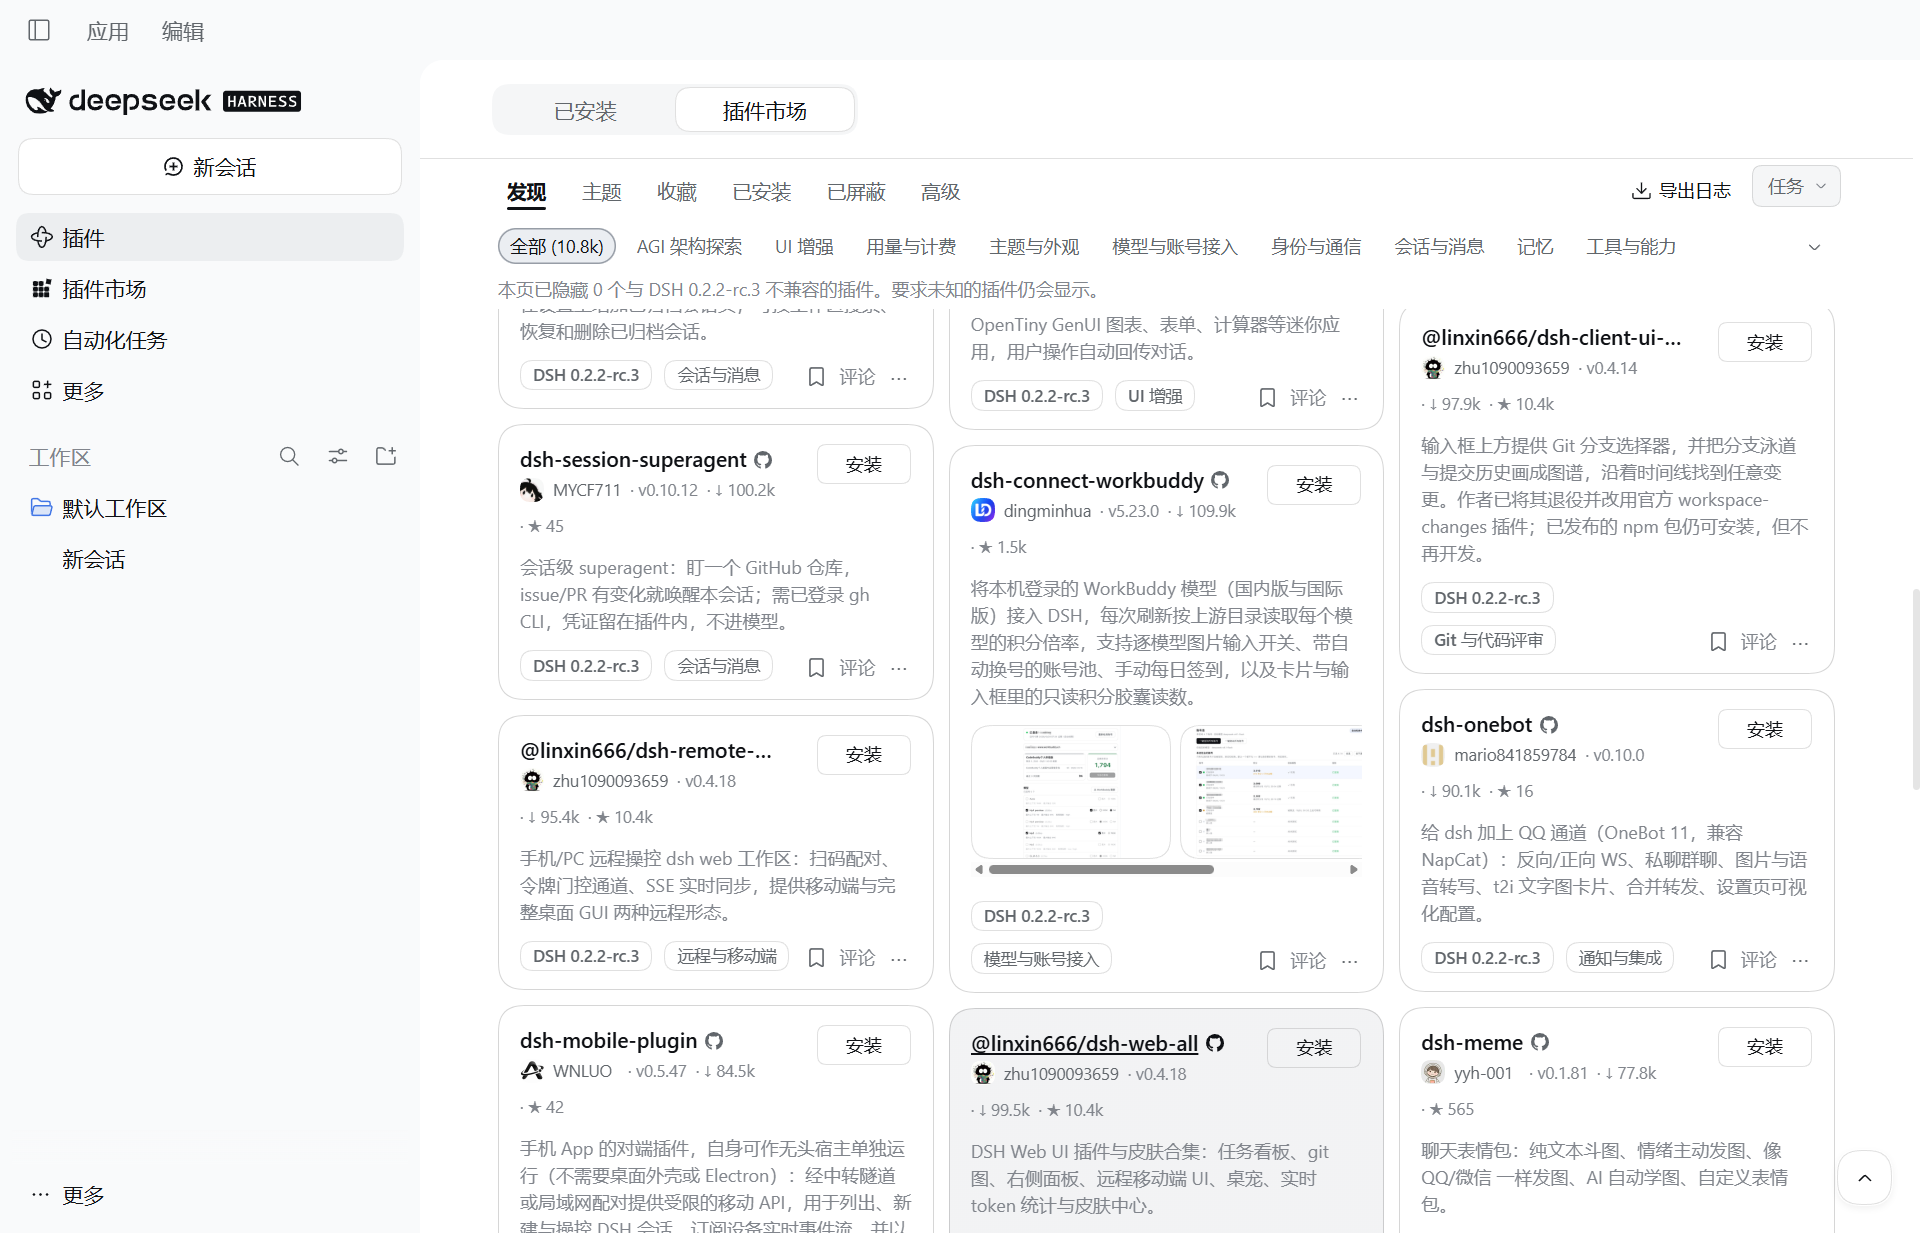 应用
编辑
deepseek HARNESS
新会话
插件
插件市场
自动化任务
更多
工作区
默认工作区
新会话
更多
已安装
插件市场
发现
主题
收藏
已安装
已屏蔽
高级
导出日志
任务
全部 (10.8k)
AGI 架构探索
UI 增强
用量与计费
主题与外观
模型与账号接入
身份与通信
会话与消息
记忆
工具与能力
本页已隐藏 0 个与 DSH 0.2.2-rc.3 不兼容的插件。要求未知的插件仍会显示。
恢复和删除已归档会话。
DSH 0.2.2-rc.3
会话与消息
评论
dsh-session-superagent
安装
MYCF711 · v0.10.12 · ↓ 100.2k
· ★ 45
会话级 superagent：盯一个 GitHub 仓库，
issue/PR 有变化就唤醒本会话；需已登录 gh
CLI，凭证留在插件内，不进模型。
DSH 0.2.2-rc.3
会话与消息
评论
@linxin666/dsh-remote-...
安装
zhu1090093659 · v0.4.18
· ↓ 95.4k · ★ 10.4k
手机/PC 远程操控 dsh web 工作区：扫码配对、
令牌门控通道、SSE 实时同步，提供移动端与完
整桌面 GUI 两种远程形态。
DSH 0.2.2-rc.3
远程与移动端
评论
dsh-mobile-plugin
安装
WNLUO · v0.5.47 · ↓ 84.5k
· ★ 42
手机 App 的对端插件，自身可作无头宿主单独运
行（不需要桌面外壳或 Electron）：经中转隧道
或局域网配对提供受限的移动 API，用于列出、新
建与操控 DSH 会话、订阅设备实时事件流，并以
OpenTiny GenUI 图表、表单、计算器等迷你应
用，用户操作自动回传对话。
DSH 0.2.2-rc.3
UI 增强
评论
dsh-connect-workbuddy
安装
dingminhua · v5.23.0 · ↓ 109.9k
· ★ 1.5k
将本机登录的 WorkBuddy 模型（国内版与国际
版）接入 DSH，每次刷新按上游目录读取每个模
型的积分倍率，支持逐模型图片输入开关、带自
动换号的账号池、手动每日签到，以及卡片与输
入框里的只读积分胶囊读数。
1,794
DSH 0.2.2-rc.3
模型与账号接入
评论
@linxin666/dsh-web-all
安装
zhu1090093659 · v0.4.18
· ↓ 99.5k · ★ 10.4k
DSH Web UI 插件与皮肤合集：任务看板、git
图、右侧面板、远程移动端 UI、桌宠、实时
token 统计与皮肤中心。
@linxin666/dsh-client-ui-...
安装
zhu1090093659 · v0.4.14
· ↓ 97.9k · ★ 10.4k
输入框上方提供 Git 分支选择器，并把分支泳道
与提交历史画成图谱，沿着时间线找到任意变
更。作者已将其退役并改用官方 workspace-
changes 插件；已发布的 npm 包仍可安装，但不
再开发。
DSH 0.2.2-rc.3
Git 与代码评审
评论
dsh-onebot
安装
mario841859784 · v0.10.0
· ↓ 90.1k · ★ 16
给 dsh 加上 QQ 通道（OneBot 11，兼容
NapCat）：反向/正向 WS、私聊群聊、图片与语
音转写、t2i 文字图卡片、合并转发、设置页可视
化配置。
DSH 0.2.2-rc.3
通知与集成
评论
dsh-meme
安装
yyh-001 · v0.1.81 · ↓ 77.8k
· ★ 565
聊天表情包：纯文本斗图、情绪主动发图、像
QQ/微信 一样发图、AI 自动学图、自定义表情
包。